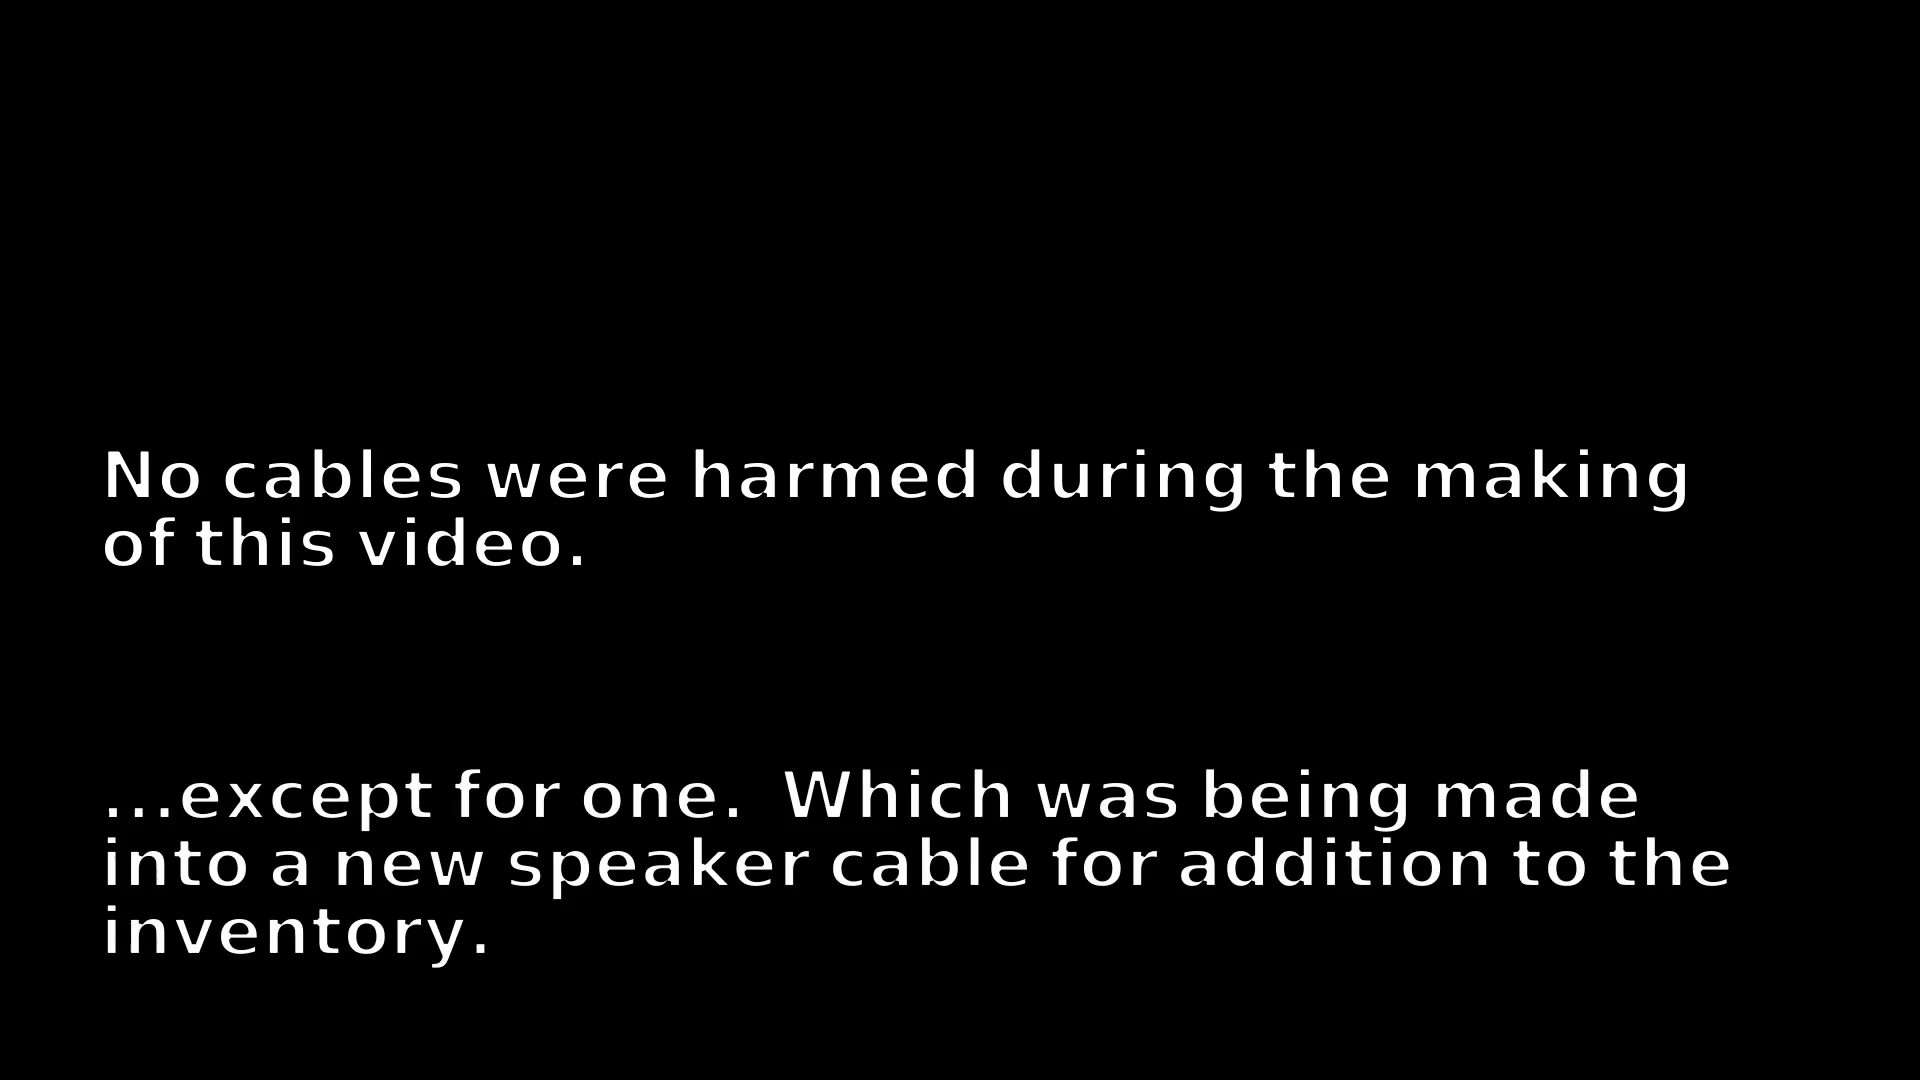 No cables were harmed during the making
of this video.
...except for one.  Which was being made
into a new speaker cable for addition to the
inventory.